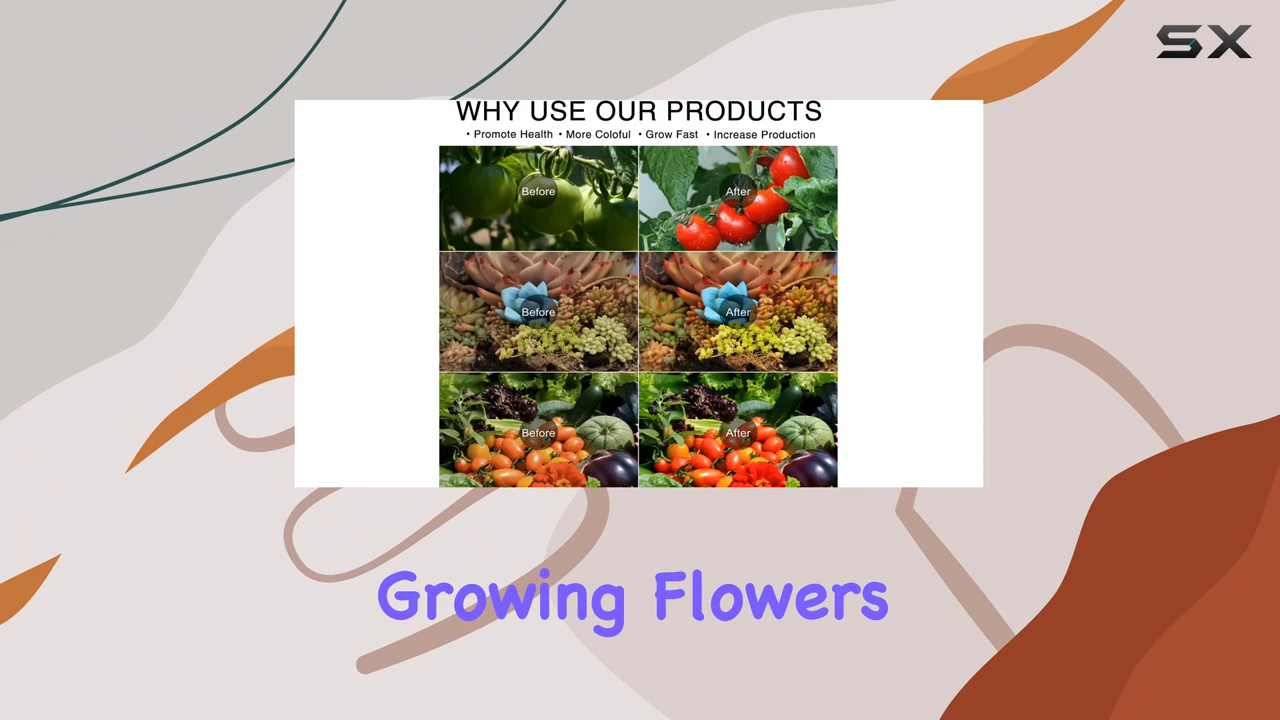 SX
WHY USE OUR PRODUCTS
• Promote Health • More Coloful • Grow Fast • Increase Production
Before After
Before After
Before After
Growing Flowers